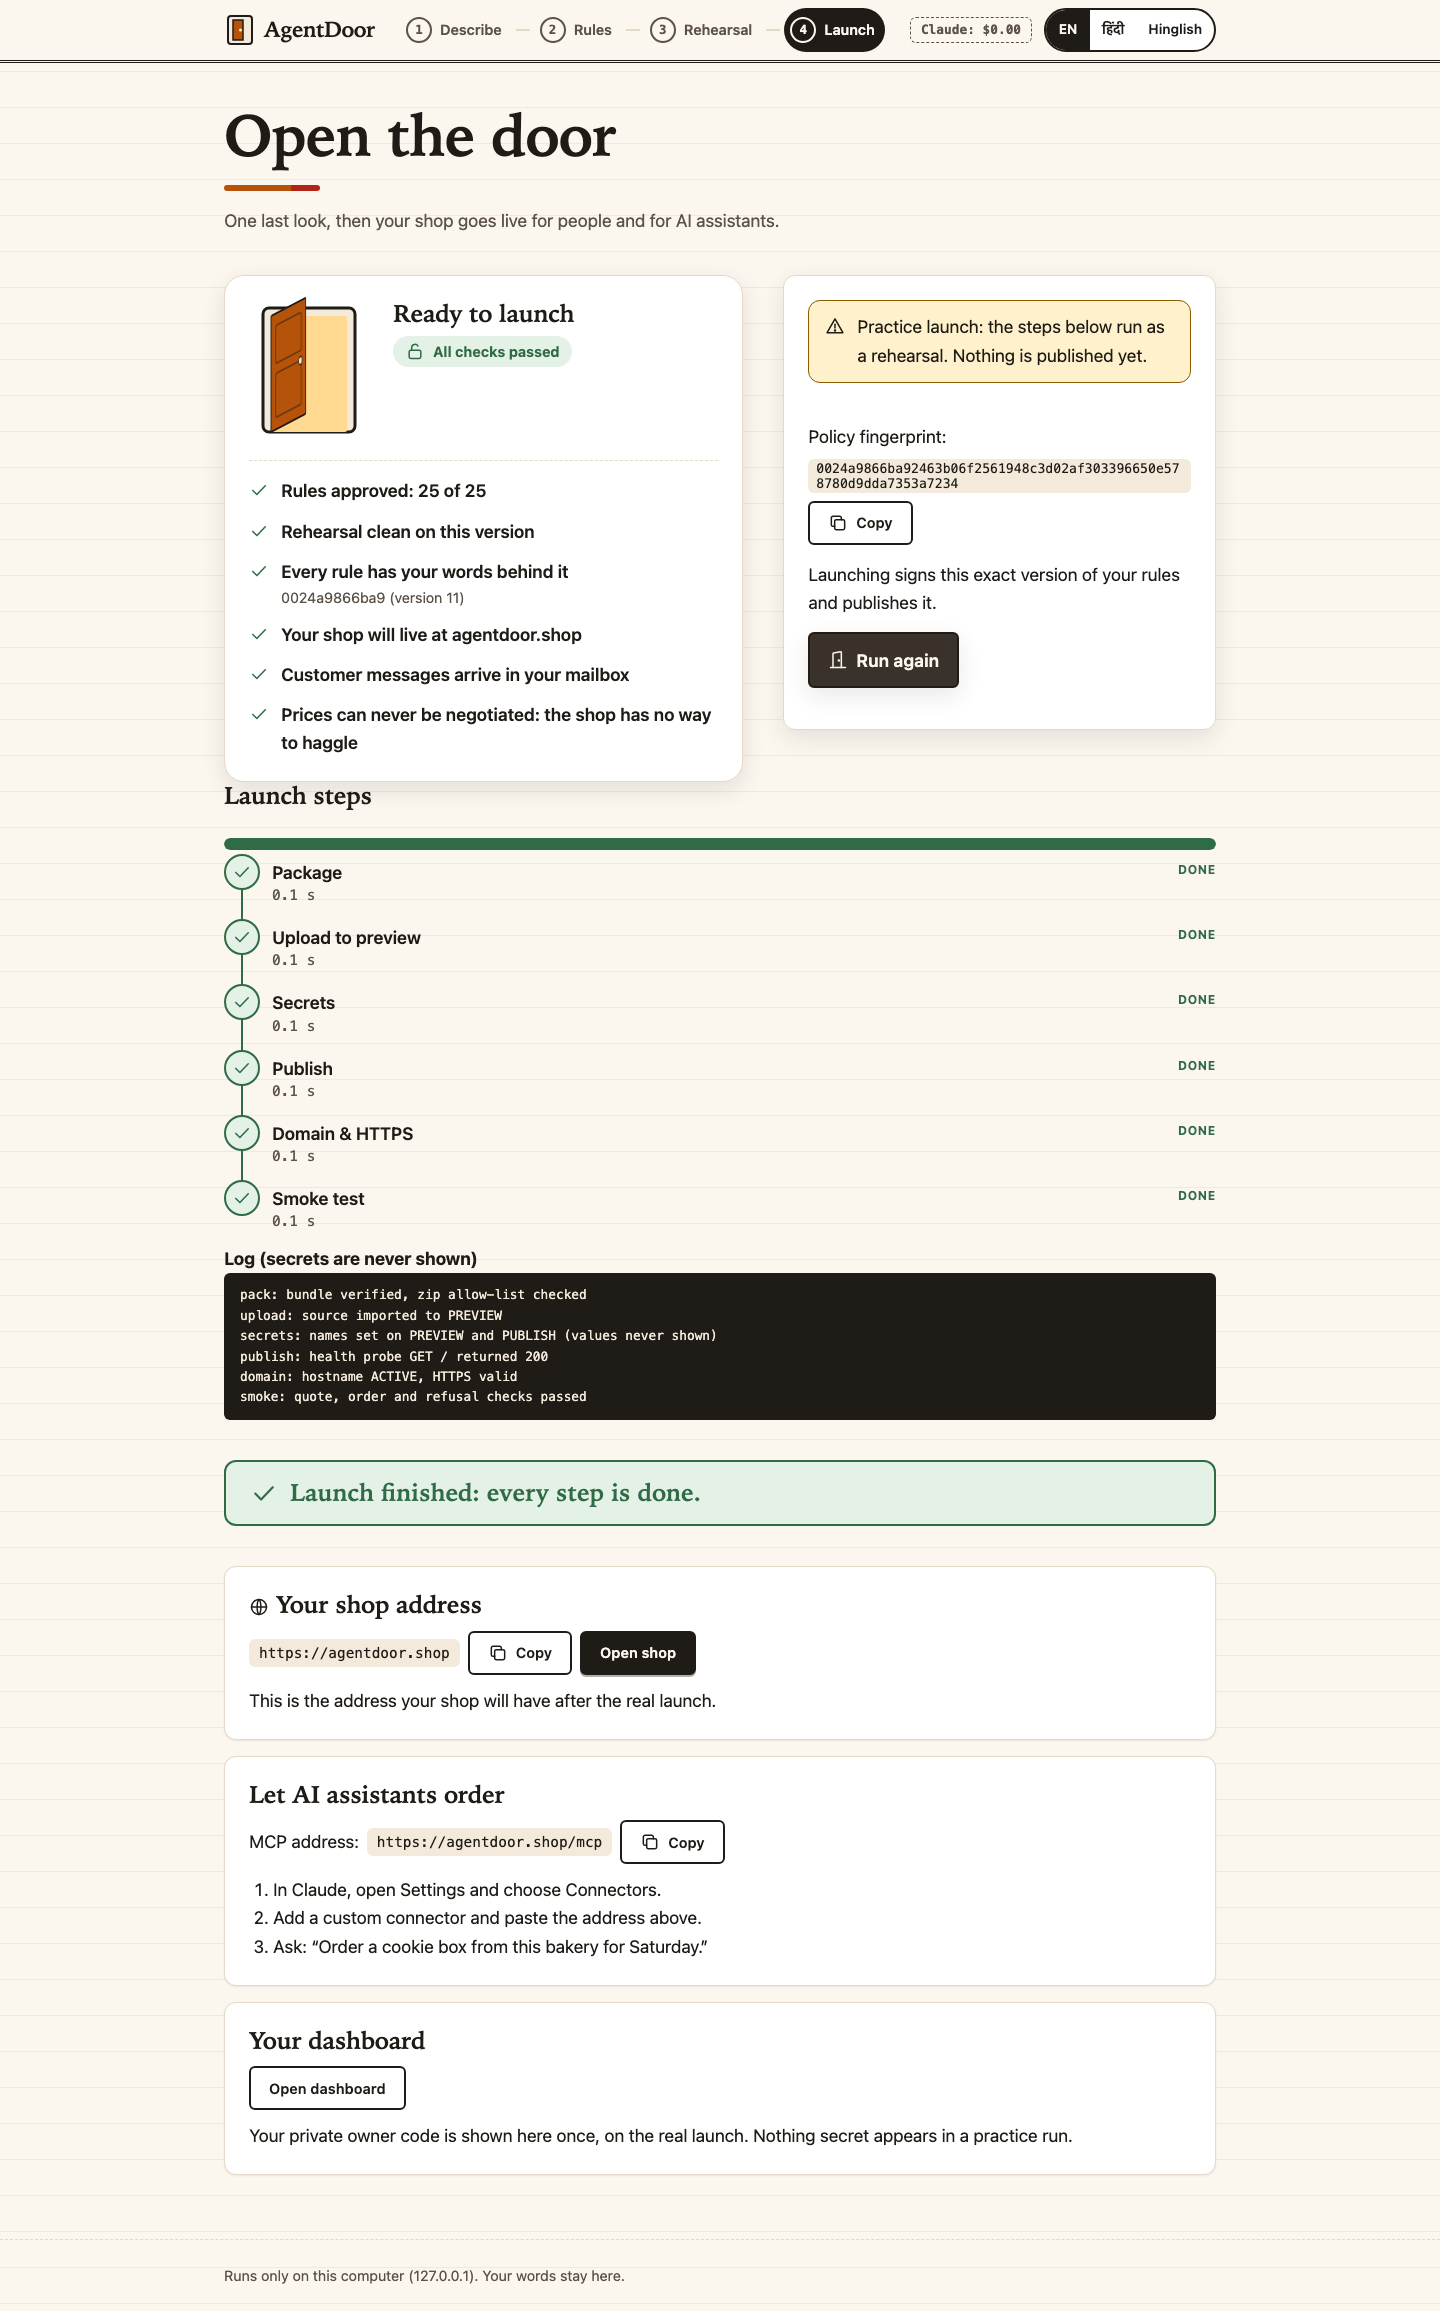 AgentDoor
1 Describe
2 Rules
3 Rehearsal
4 Launch
Claude: $0.00
EN
हिंदी
Hinglish
Open the door
One last look, then your shop goes live for people and for AI assistants.
Ready to launch
All checks passed
Rules approved: 25 of 25
Rehearsal clean on this version
Every rule has your words behind it
0024a9866ba9 (version 11)
Your shop will live at agentdoor.shop
Customer messages arrive in your mailbox
Prices can never be negotiated: the shop has no way
to haggle
Practice launch: the steps below run as
a rehearsal. Nothing is published yet.
Policy fingerprint:
0024a9866ba92463b06f2561948c3d02af303396650e57
8780d9dda7353a7234
Copy
Launching signs this exact version of your rules
and publishes it.
Run again
Launch steps
Package DONE
0.1 s
Upload to preview DONE
0.1 s
Secrets DONE
0.1 s
Publish DONE
0.1 s
Domain & HTTPS DONE
0.1 s
Smoke test DONE
0.1 s
Log (secrets are never shown)
pack: bundle verified, zip allow-list checked
upload: source imported to PREVIEW
secrets: names set on PREVIEW and PUBLISH (values never shown)
publish: health probe GET / returned 200
domain: hostname ACTIVE, HTTPS valid
smoke: quote, order and refusal checks passed
Launch finished: every step is done.
Your shop address
https://agentdoor.shop Copy Open shop
This is the address your shop will have after the real launch.
Let AI assistants order
MCP address: https://agentdoor.shop/mcp Copy
1. In Claude, open Settings and choose Connectors.
2. Add a custom connector and paste the address above.
3. Ask: “Order a cookie box from this bakery for Saturday.”
Your dashboard
Open dashboard
Your private owner code is shown here once, on the real launch. Nothing secret appears in a practice run.
Runs only on this computer (127.0.0.1). Your words stay here.